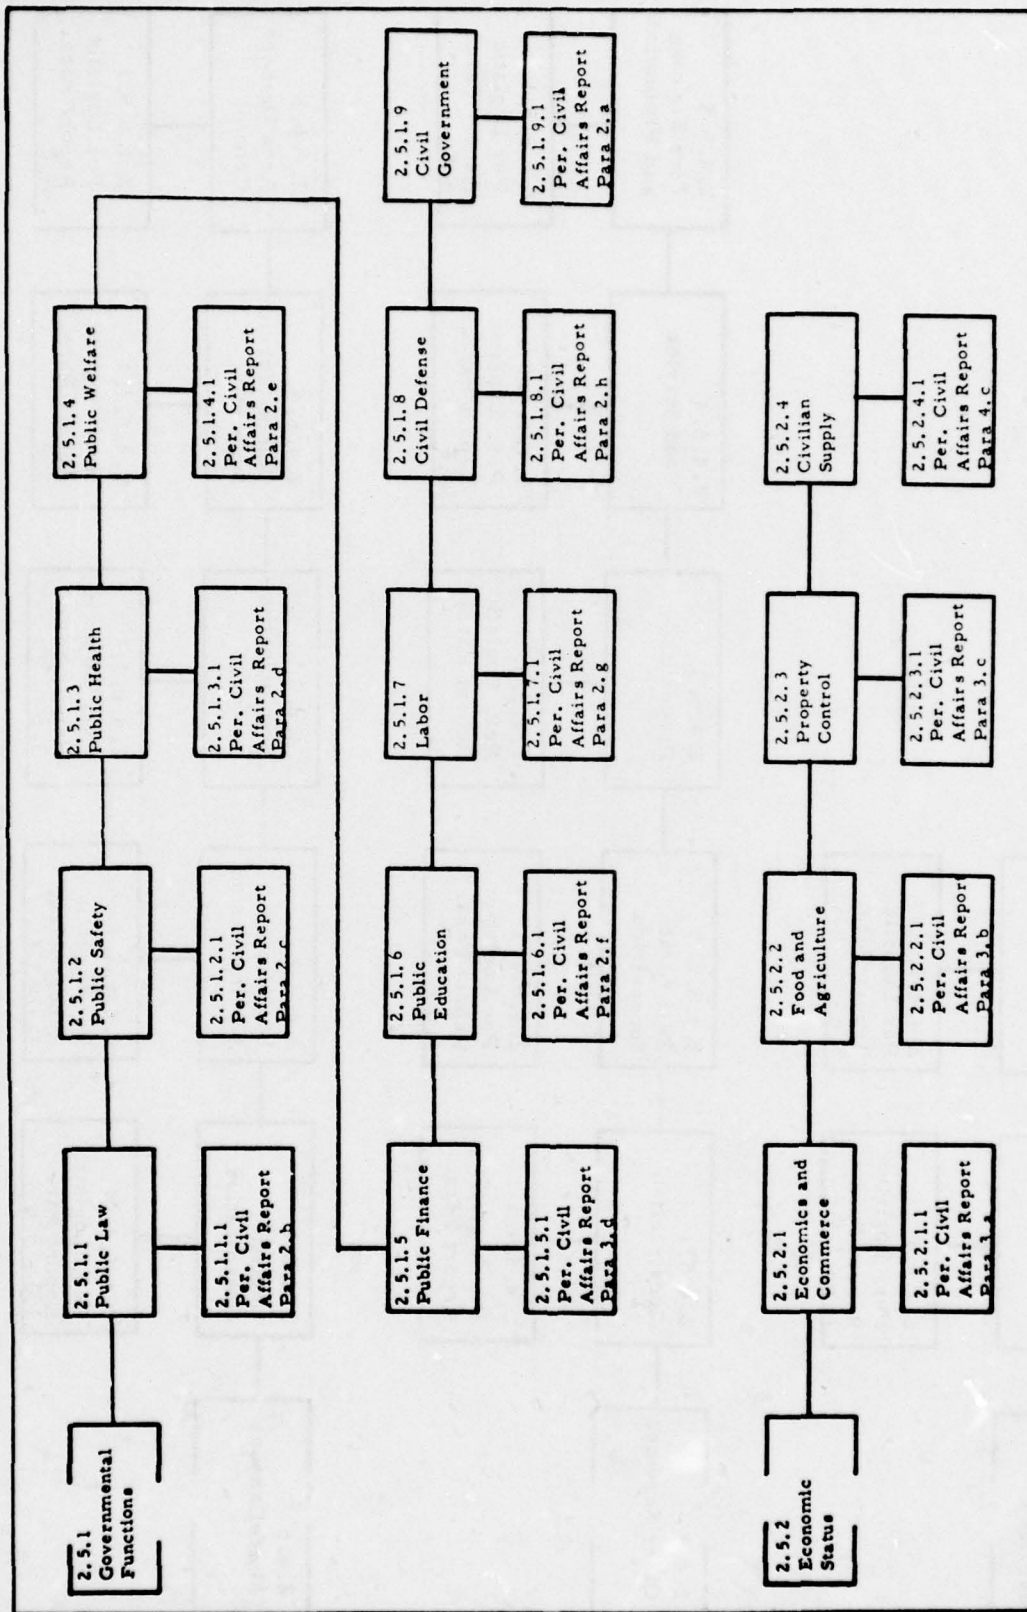 2.5.1
Governmental
Functions
2.5.1.1
Public Law
2.5.1.1.1
Per. Civil
Affairs Report
Para 2.b
2.5.1.2
Public Safety
2.5.1.2.1
Per. Civil
Affairs Report
Para 2.c
2.5.1.3
Public Health
2.5.1.3.1
Per. Civil
Affairs Report
Para 2.d
2.5.1.4
Public Welfare
2.5.1.4.1
Per. Civil
Affairs Report
Para 2.e
2.5.1.5
Public Finance
2.5.1.5.1
Per. Civil
Affairs Report
Para 3.d
2.5.1.6
Public
Education
2.5.1.6.1
Per. Civil
Affairs Report
Para 2.f
2.5.1.7
Labor
2.5.1.7.1
Per. Civil
Affairs Report
Para 2.g
2.5.1.8
Civil Defense
2.5.1.8.1
Per. Civil
Affairs Report
Para 2.h
2.5.1.9
Civil
Government
2.5.1.9.1
Per. Civil
Affairs Report
Para 2.a
2.5.2
Economic
Status
2.5.2.1
Economics and
Commerce
2.5.2.1.1
Per. Civil
Affairs Report
Para 3.a
2.5.2.2
Food and
Agriculture
2.5.2.2.1
Per. Civil
Affairs Report
Para 3.b
2.5.2.3
Property
Control
2.5.2.3.1
Per. Civil
Affairs Report
Para 3.c
2.5.2.4
Civilian
Supply
2.5.2.4.1
Per. Civil
Affairs Report
Para 4.c